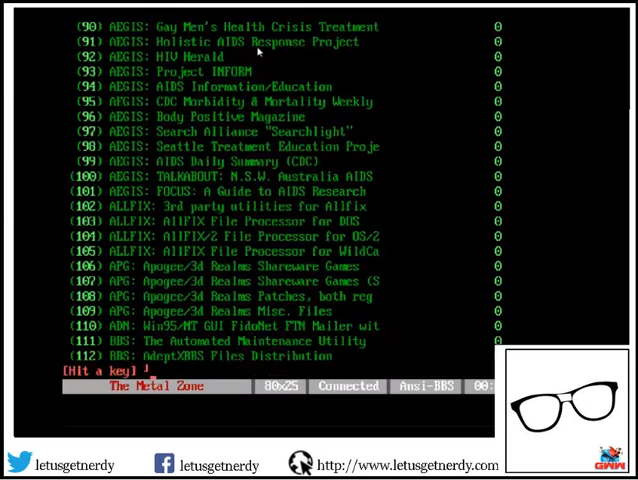 (90) AEGIS: Gay Men's Health Crisis Treatment 0
(91) AEGIS: Holistic AIDS Response Project 0
(92) AEGIS: HIV Herald 0
(93) AEGIS: Project INFORM 0
(94) AEGIS: AIDS Information/Education 0
(95) AEGIS: CDC Morbidity & Mortality Weekly 0
(96) AEGIS: Body Positive Magazine 0
(97) AEGIS: Search Alliance "Searchlight" 0
(98) AEGIS: Seattle Treatment Education Proje 0
(99) AEGIS: AIDS Daily Summary (CDC) 0
(100) AEGIS: TALKABOUT: N.S.W. Australia AIDS 0
(101) AEGIS: FOCUS: A Guide to AIDS Research 0
(102) ALLFIX: 3rd party utilities for Allfix 0
(103) ALLFIX: AllFIX File Processor for DOS 0
(104) ALLFIX: AllFIX/2 File Processor for OS/2 0
(105) ALLFIX: AllFIX File Processor for WildCa 0
(106) APG: Apogee/3d Realms Shareware Games 0
(107) APG: Apogee/3d Realms Shareware Games (S 0
(108) APG: Apogee/3d Realms Patches, both reg 0
(109) APG: Apogee/3d Realms Misc. Files 0
(110) ADN: Win95/NT GUI FidoNet FTN Mailer wit 0
(111) BBS: The Automated Maintenance Utility 0
(112) BBS: AdeptXBBS Files Distribution
[Hit a key]
The Metal Zone 80x25 Connected Ansi-BBS 00:
letusgetnerdy letusgetnerdy http://www.letusgetnerdy.com GWW